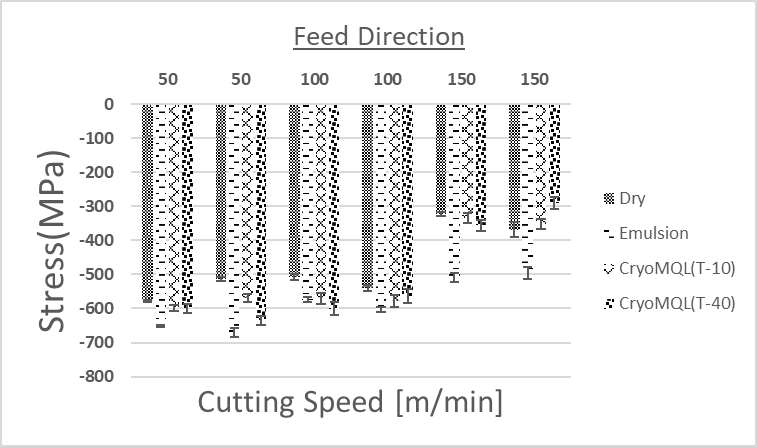 Feed Direction
50 50 100 100 150 150
0
-100
-200
-300
-400
-500
-600
-700
-800
Stress(MPa)
Dry
Emulsion
CryoMQL(T-10)
CryoMQL(T-40)
Cutting Speed [m/min]